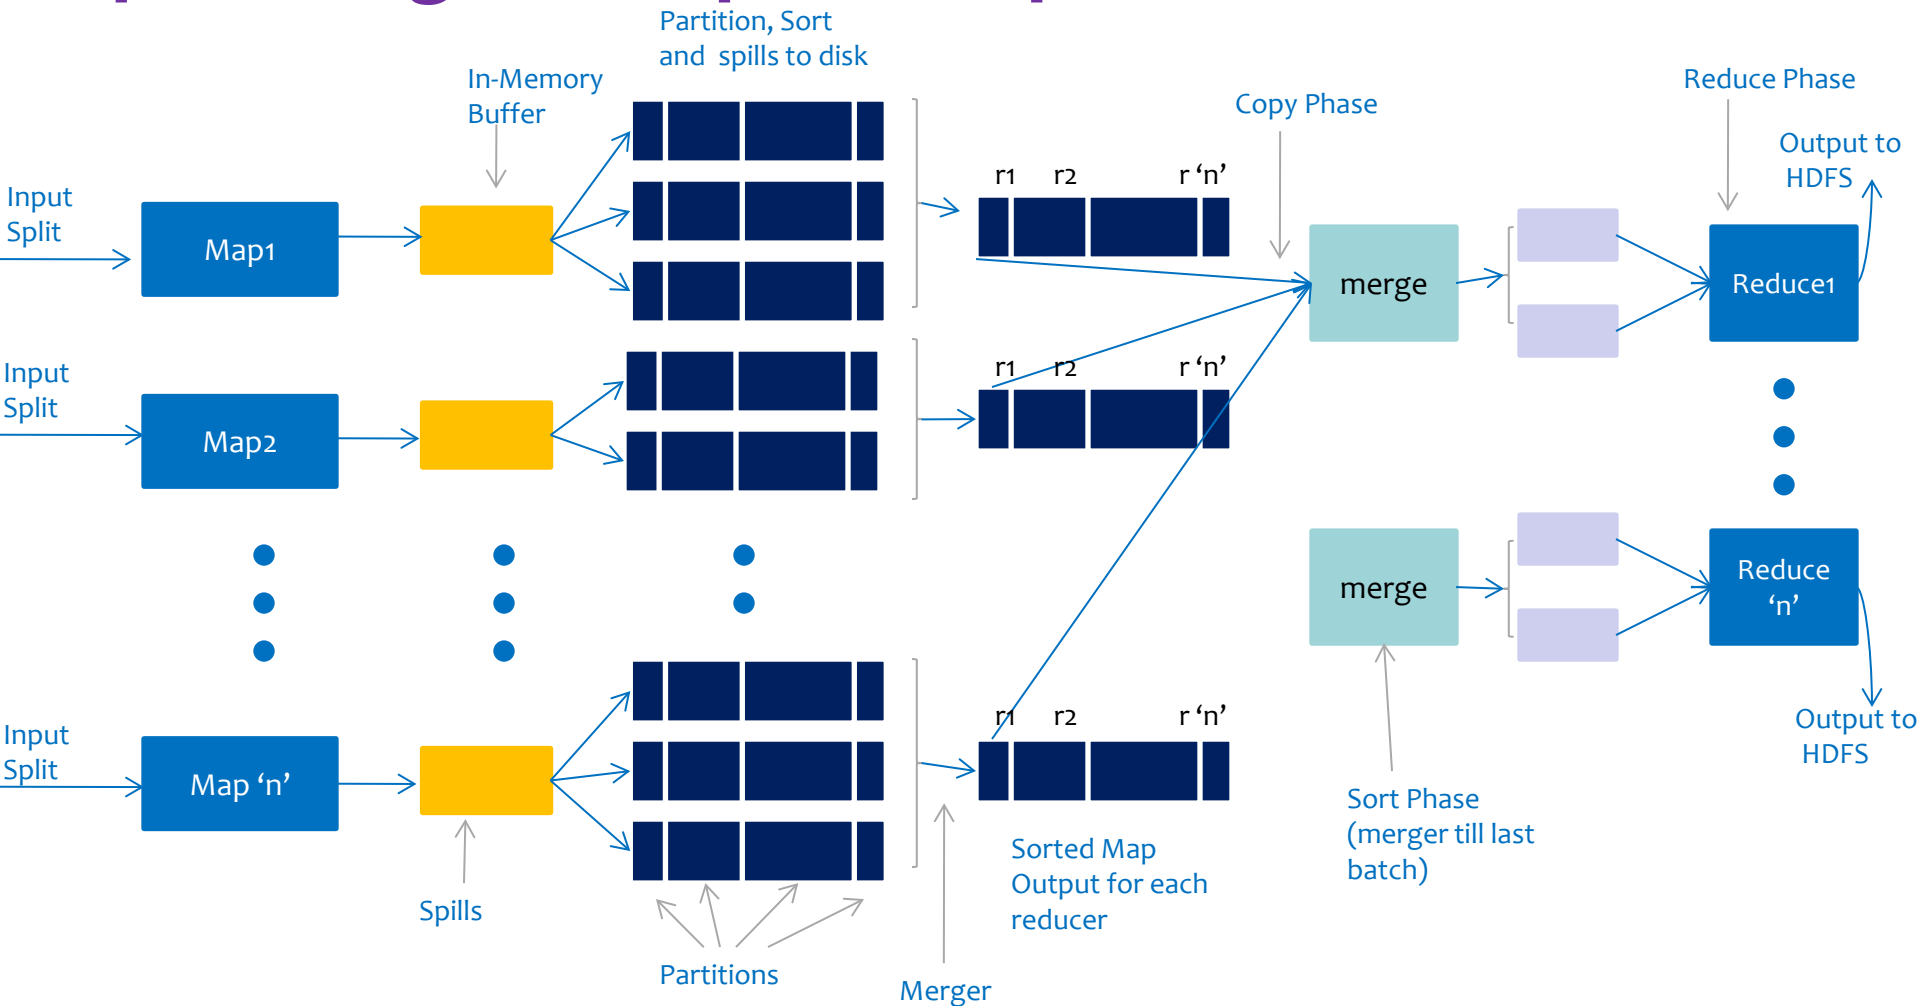 Partition, Sort
and spills to disk
In-Memory
Buffer
Copy Phase
Reduce Phase
Output to
HDFS
Input
Split
Map1
r1 r2 r ‘n’
merge
Reduce1
Input
Split
Map2
r1 r2 r ‘n’
merge
Reduce
‘n’
Input
Split
Map ‘n’
r1 r2 r ‘n’
Output to
HDFS
Sort Phase
(merger till last
batch)
Sorted Map
Output for each
reducer
Spills
Partitions
Merger